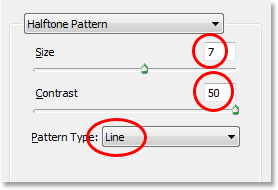 Halftone Pattern
Size 7
Contrast 50
Pattern Type: Line